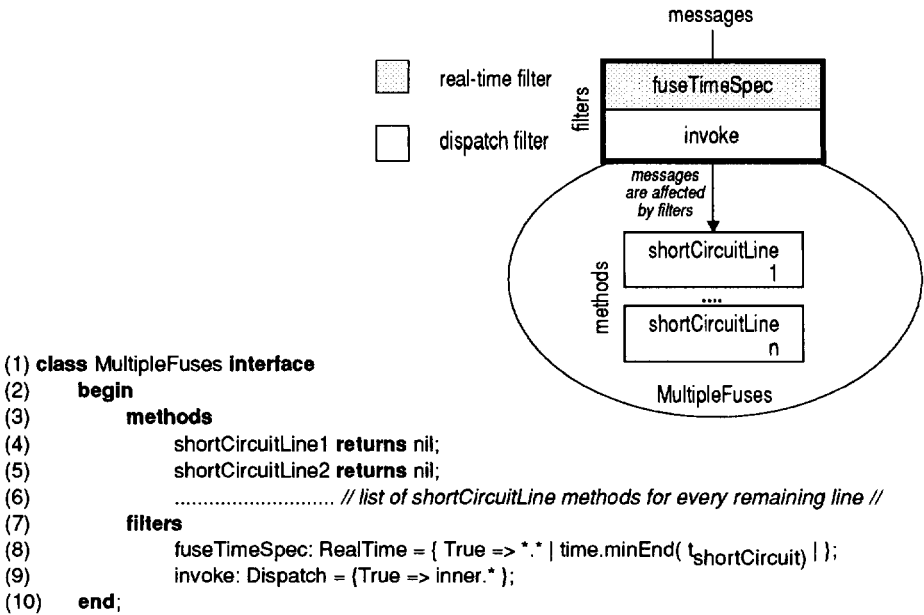 messages
real-time filter
dispatch filter
filters
fuseTimeSpec
invoke
messages
are affected
by filters
methods
shortCircuitLine
1
....
shortCircuitLine
n
MultipleFuses
(1) class MultipleFuses interface
(2) begin
(3) methods
(4) shortCircuitLine1 returns nil;
(5) shortCircuitLine2 returns nil;
(6) ............................ // list of shortCircuitLine methods for every remaining line //
(7) filters
(8) fuseTimeSpec: RealTime = { True => *.* | time.minEnd( tshortCircuit) | };
(9) invoke: Dispatch = {True => inner.* };
(10) end;